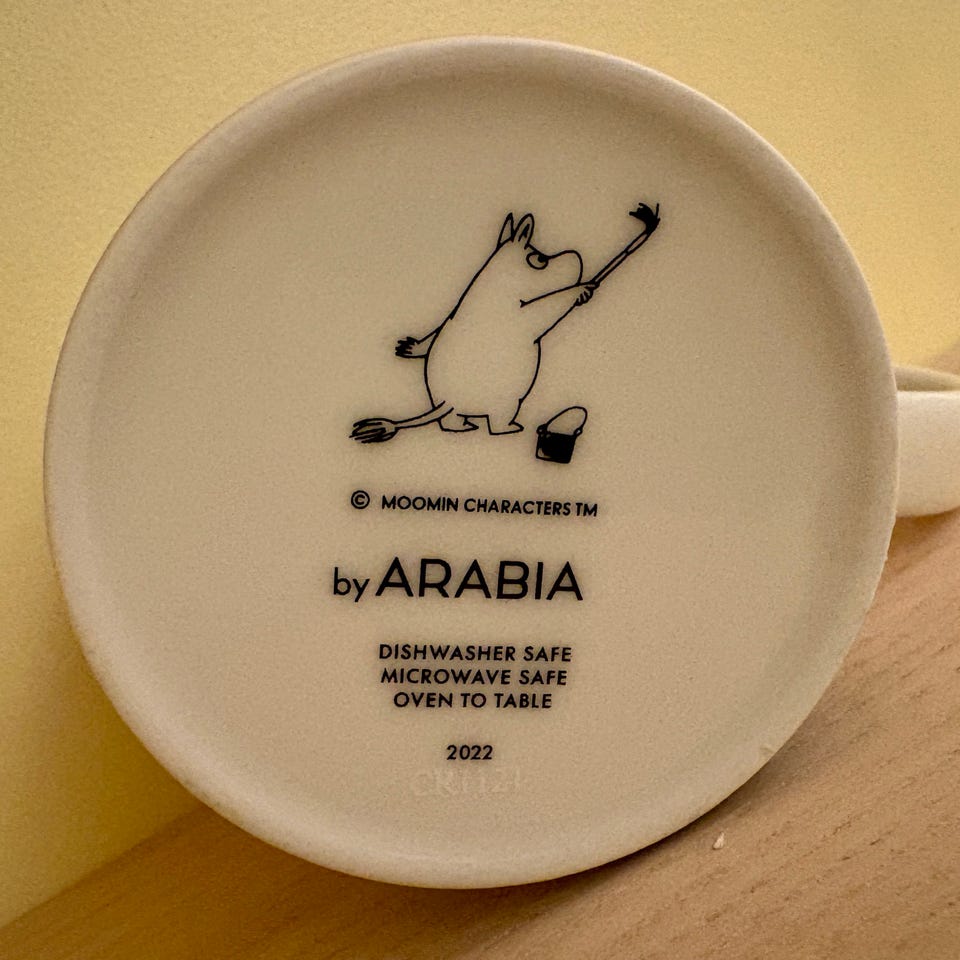 © MOOMIN CHARACTERS TM
by ARABIA
DISHWASHER SAFE
MICROWAVE SAFE
OVEN TO TABLE
2022